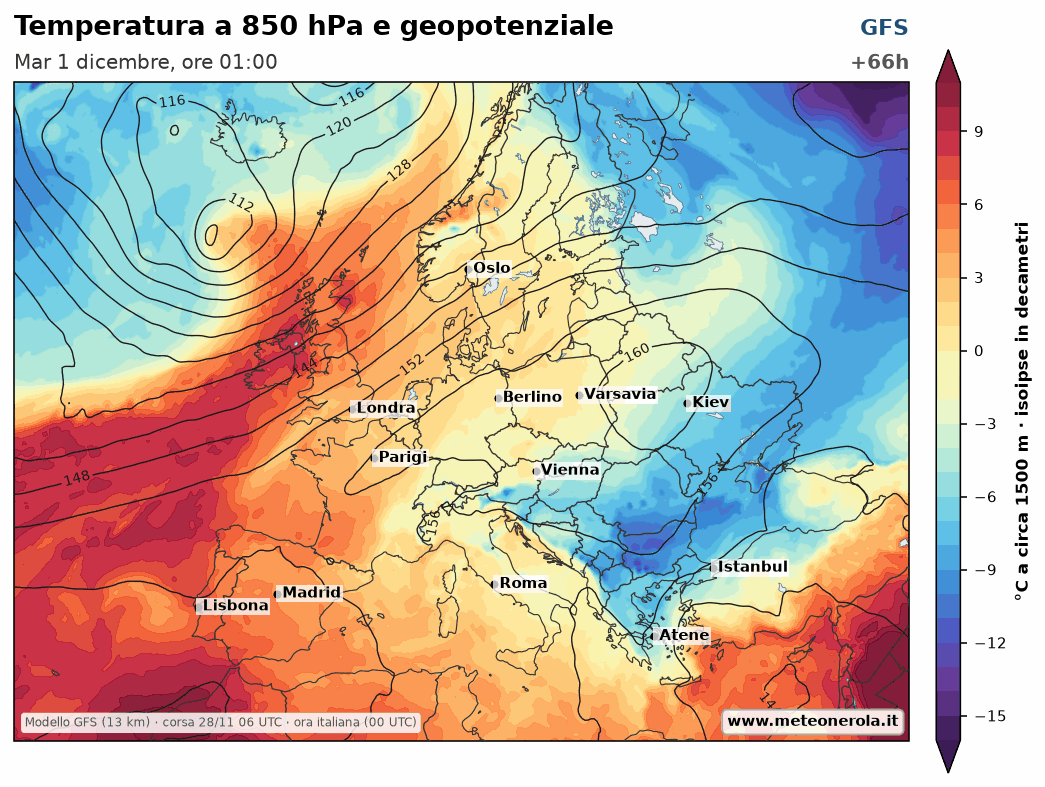 Temperatura a 850 hPa e geopotenziale
GFS
Mar 1 dicembre, ore 01:00
+66h
116
116
120
128
112
9
6
3
0
−3
−6
−9
−12
−15
°C a circa 1500 m · isoipse in decametri
Oslo
144
152
160
Londra
Berlino
Varsavia
Kiev
Parigi
Vienna
148
156
156
Istanbul
Roma
Madrid
Lisbona
Atene
Modello GFS (13 km) · corsa 28/11 06 UTC · ora italiana (00 UTC)
www.meteonerola.it